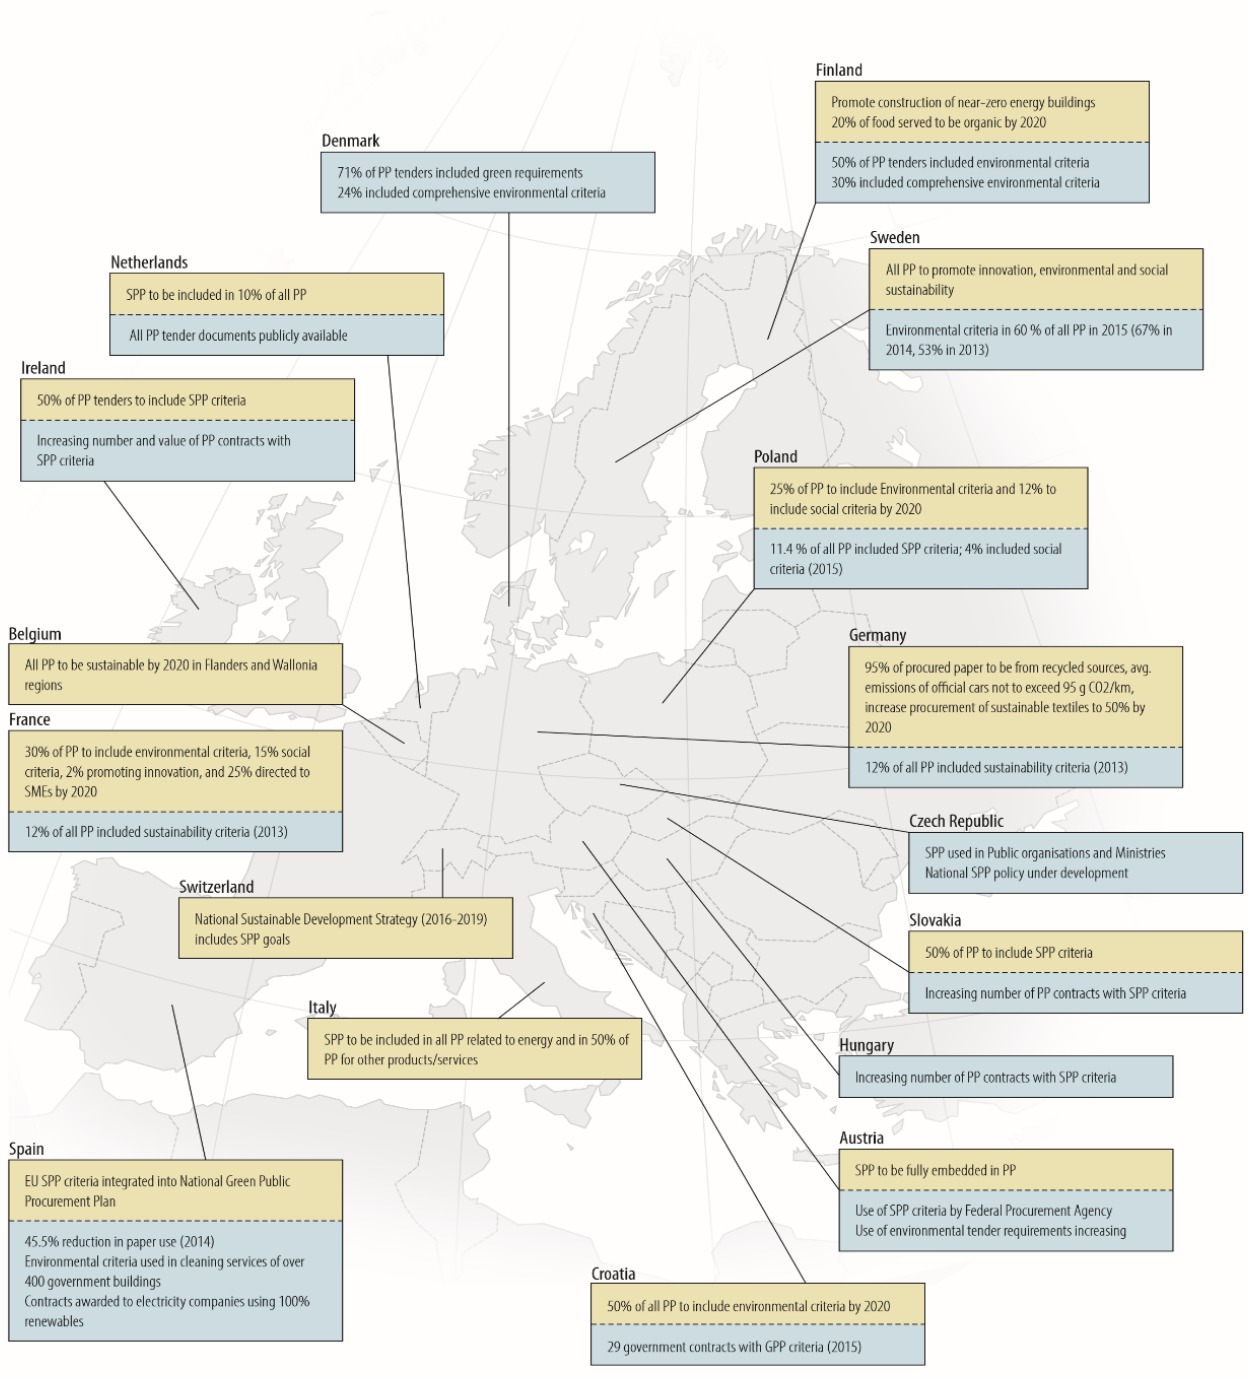 Finland
Promote construction of near-zero energy buildings
20% of food served to be organic by 2020
50% of PP tenders included environmental criteria
30% included comprehensive environmental criteria
Denmark
71% of PP tenders included green requirements
24% included comprehensive environmental criteria
Sweden
All PP to promote innovation, environmental and social
sustainability
Environmental criteria in 60 % of all PP in 2015 (67% in
2014, 53% in 2013)
Netherlands
SPP to be included in 10% of all PP
All PP tender documents publicly available
Ireland
50% of PP tenders to include SPP criteria
Increasing number and value of PP contracts with
SPP criteria
Poland
25% of PP to include Environmental criteria and 12% to
include social criteria by 2020
11.4 % of all PP included SPP criteria; 4% included social
criteria (2015)
Belgium
All PP to be sustainable by 2020 in Flanders and Wallonia
regions
Germany
95% of procured paper to be from recycled sources, avg.
emissions of official cars not to exceed 95 g CO2/km,
increase procurement of sustainable textiles to 50% by
2020
12% of all PP included sustainability criteria (2013)
France
30% of PP to include environmental criteria, 15% social
criteria, 2% promoting innovation, and 25% directed to
SMEs by 2020
12% of all PP included sustainability criteria (2013)
Czech Republic
SPP used in Public organisations and Ministries
National SPP policy under development
Switzerland
National Sustainable Development Strategy (2016-2019)
includes SPP goals
Slovakia
50% of PP to include SPP criteria
Increasing number of PP contracts with SPP criteria
Italy
SPP to be included in all PP related to energy and in 50% of
PP for other products/services
Hungary
Increasing number of PP contracts with SPP criteria
Austria
SPP to be fully embedded in PP
Use of SPP criteria by Federal Procurement Agency
Use of environmental tender requirements increasing
Spain
EU SPP criteria integrated into National Green Public
Procurement Plan
45.5% reduction in paper use (2014)
Environmental criteria used in cleaning services of over
400 government buildings
Contracts awarded to electricity companies using 100%
renewables
Croatia
50% of all PP to include environmental criteria by 2020
29 government contracts with GPP criteria (2015)